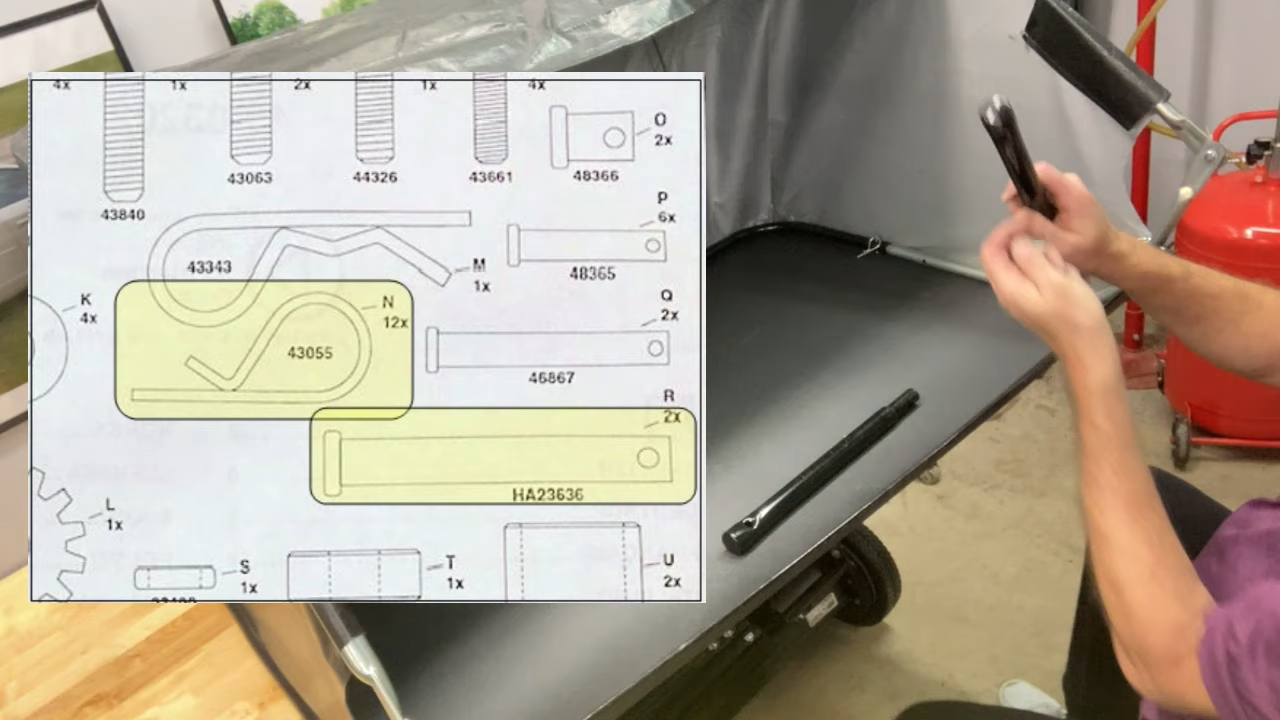 4x
1x
2x
1x
4x
43840
43063
44326
43661
O
2x
48366
P
6x
48365
43343
M
1x
K
4x
N
12x
43055
Q
2x
46867
R
2x
HA23636
L
1x
S
1x
T
1x
U
2x